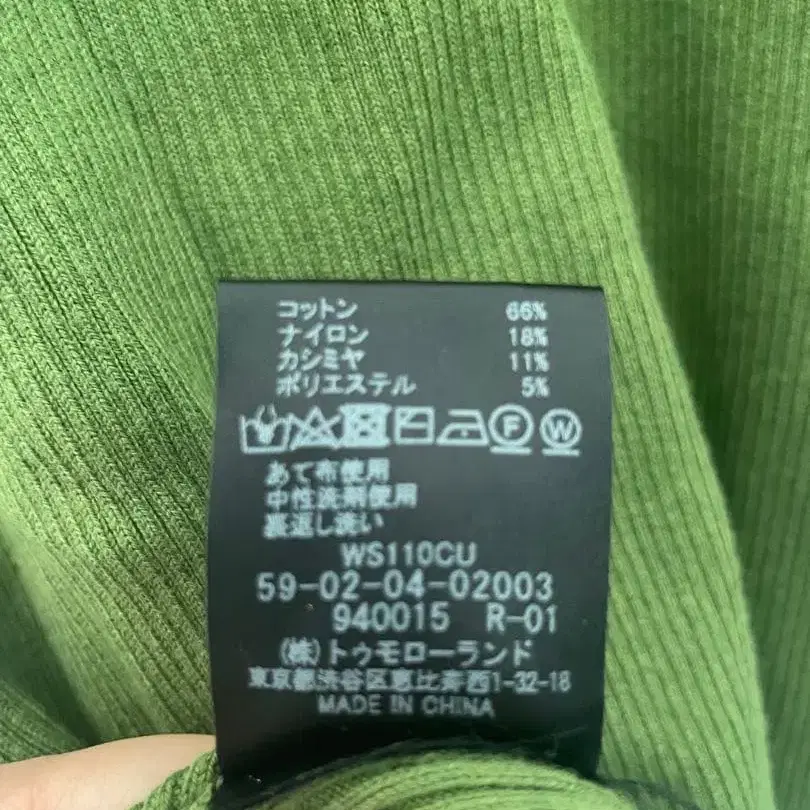 コットン 66%
ナイロン 18%
カシミヤ 11%
ポリエステル 5%
F W
あて布使用
中性洗剤使用
裏返し洗い
WS110CU
59-02-04-02003
940015 R-01
(株)トゥモローランド
東京都渋谷区恵比寿西1-32-18
MADE IN CHINA